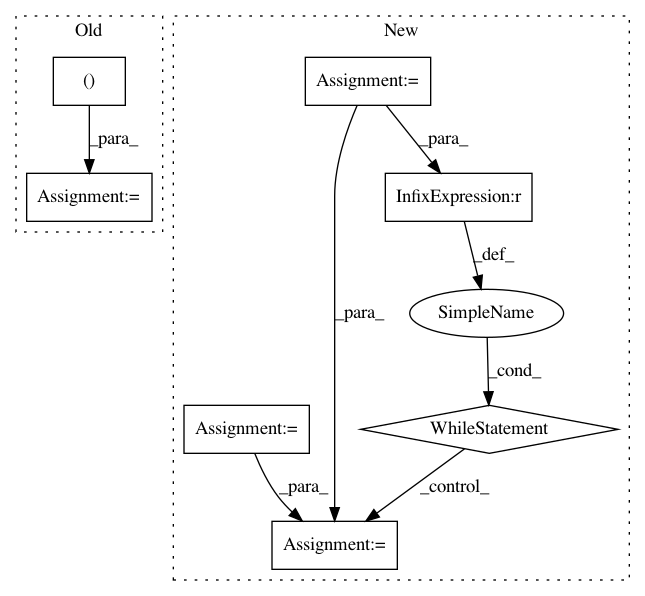 Old
New
()
Assignment:=
_para_
_para_
Assignment:=
InfixExpression:r
_def_
_para_
SimpleName
_cond_
Assignment:=
WhileStatement
_para_
_control_
Assignment:=